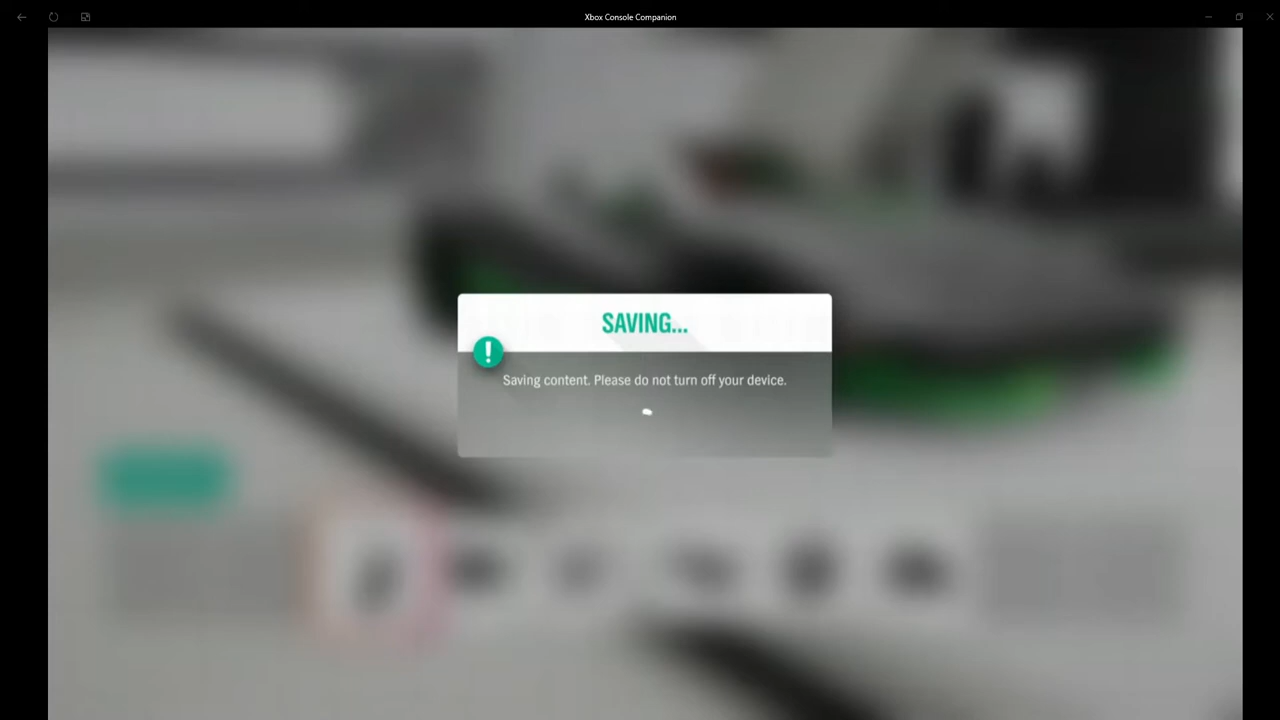 Xbox Console Companion
SAVING...
Saving content. Please do not turn off your device.